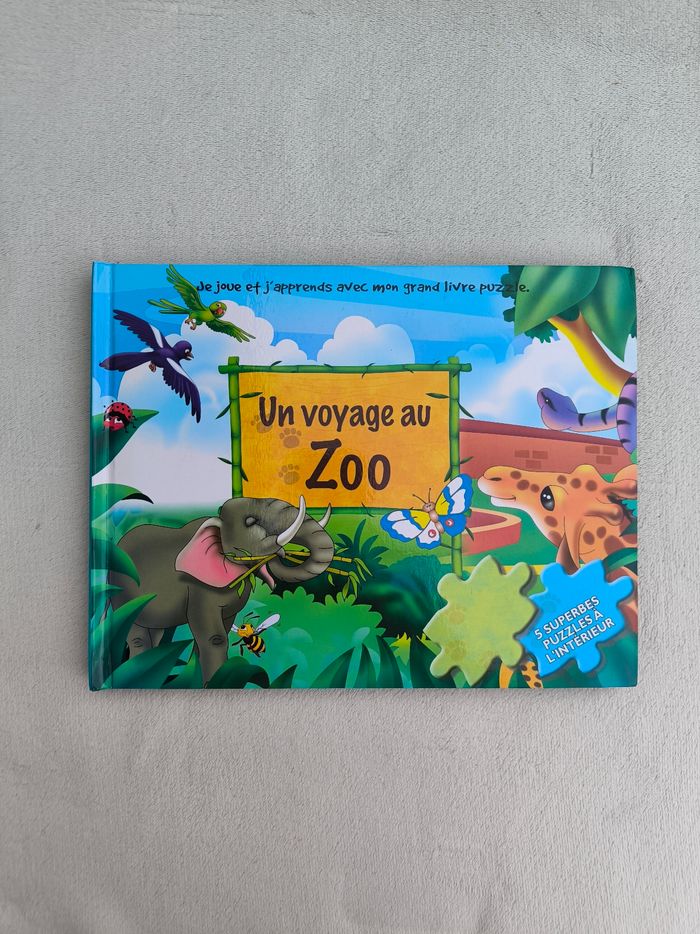 Je joue et j'apprends avec mon grand livre puzzle.
Un voyage au
Zoo
5 SUPERBES
PUZZLES À
L'INTÉRIEUR